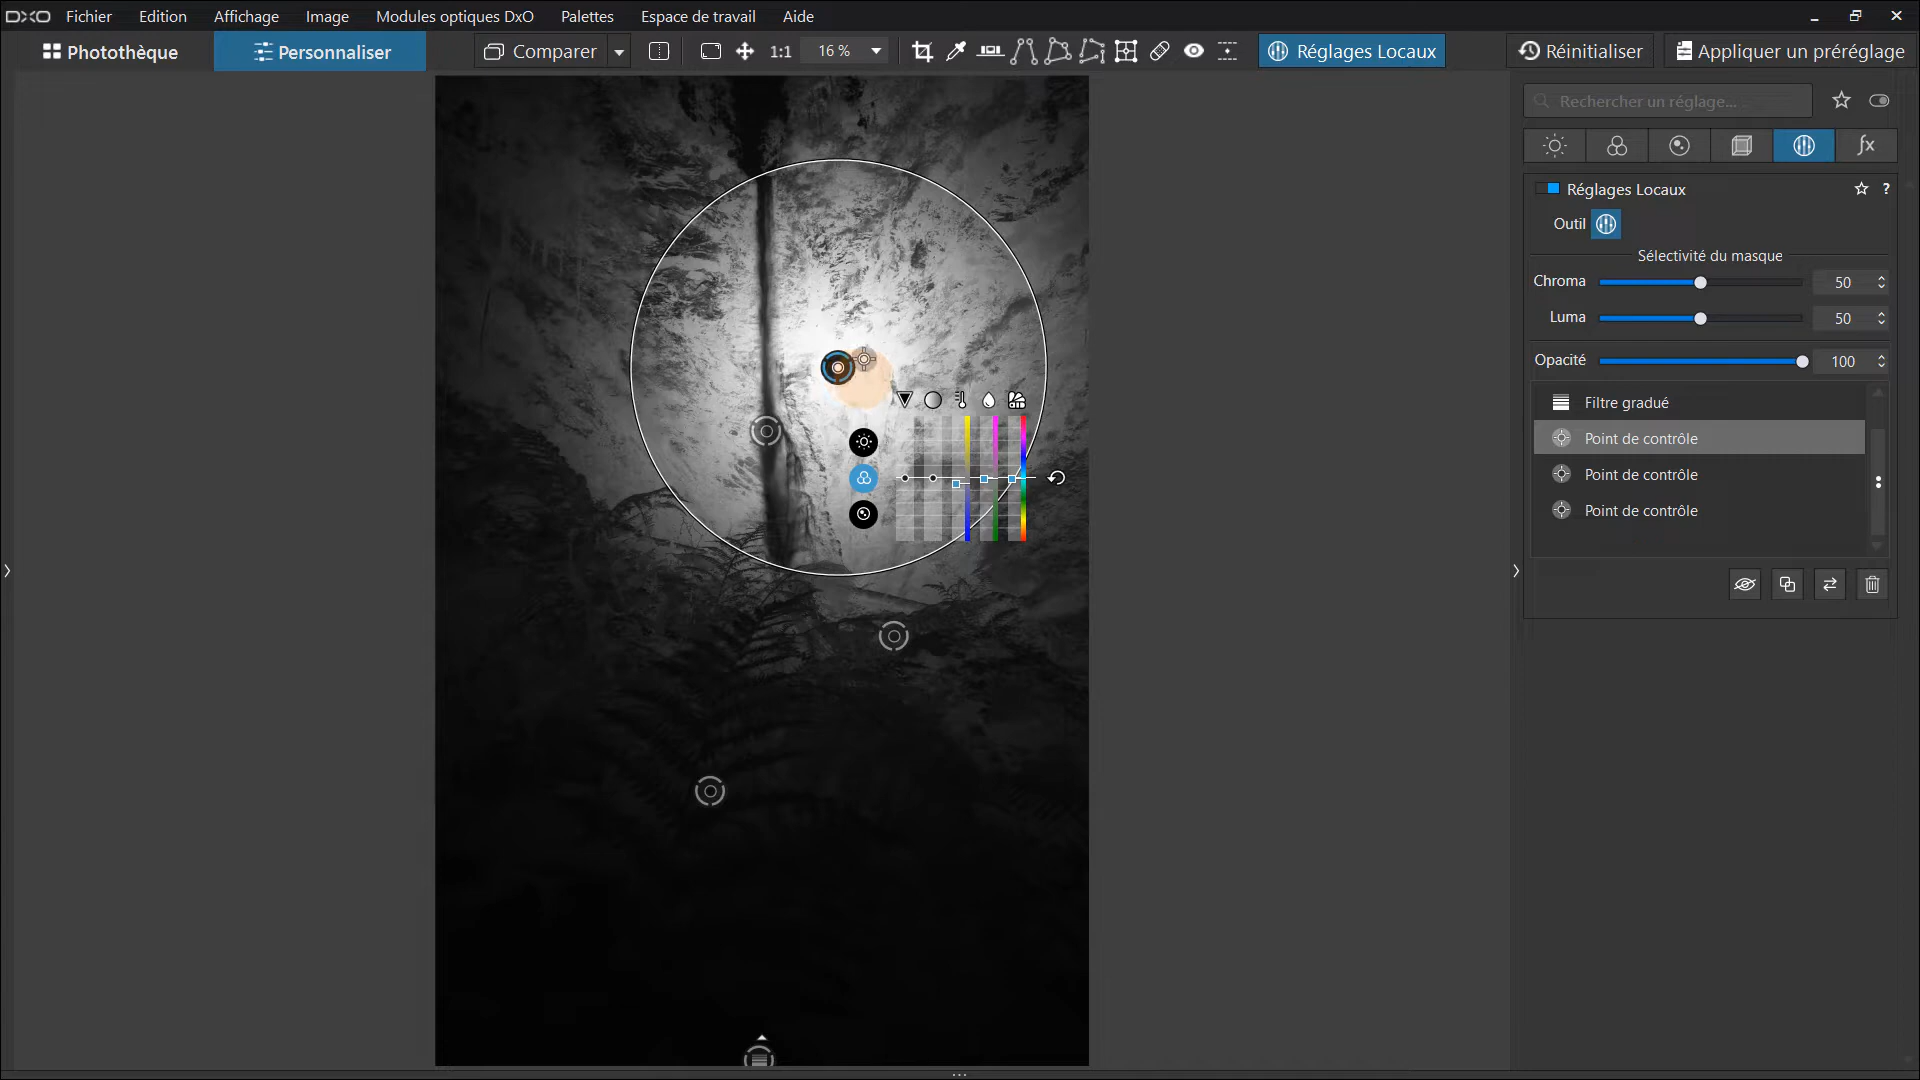 DXO Fichier Edition Affichage Image Modules optiques DxO Palettes Espace de travail Aide
Photothèque Personnaliser Comparer 1:1 16 % Réglages Locaux Réinitialiser Appliquer un préréglage
Rechercher un réglage...
fx
Réglages Locaux ?
Outil
Sélectivité du masque
Chroma 50
Luma 50
Opacité 100
Filtre gradué
Point de contrôle
Point de contrôle
Point de contrôle